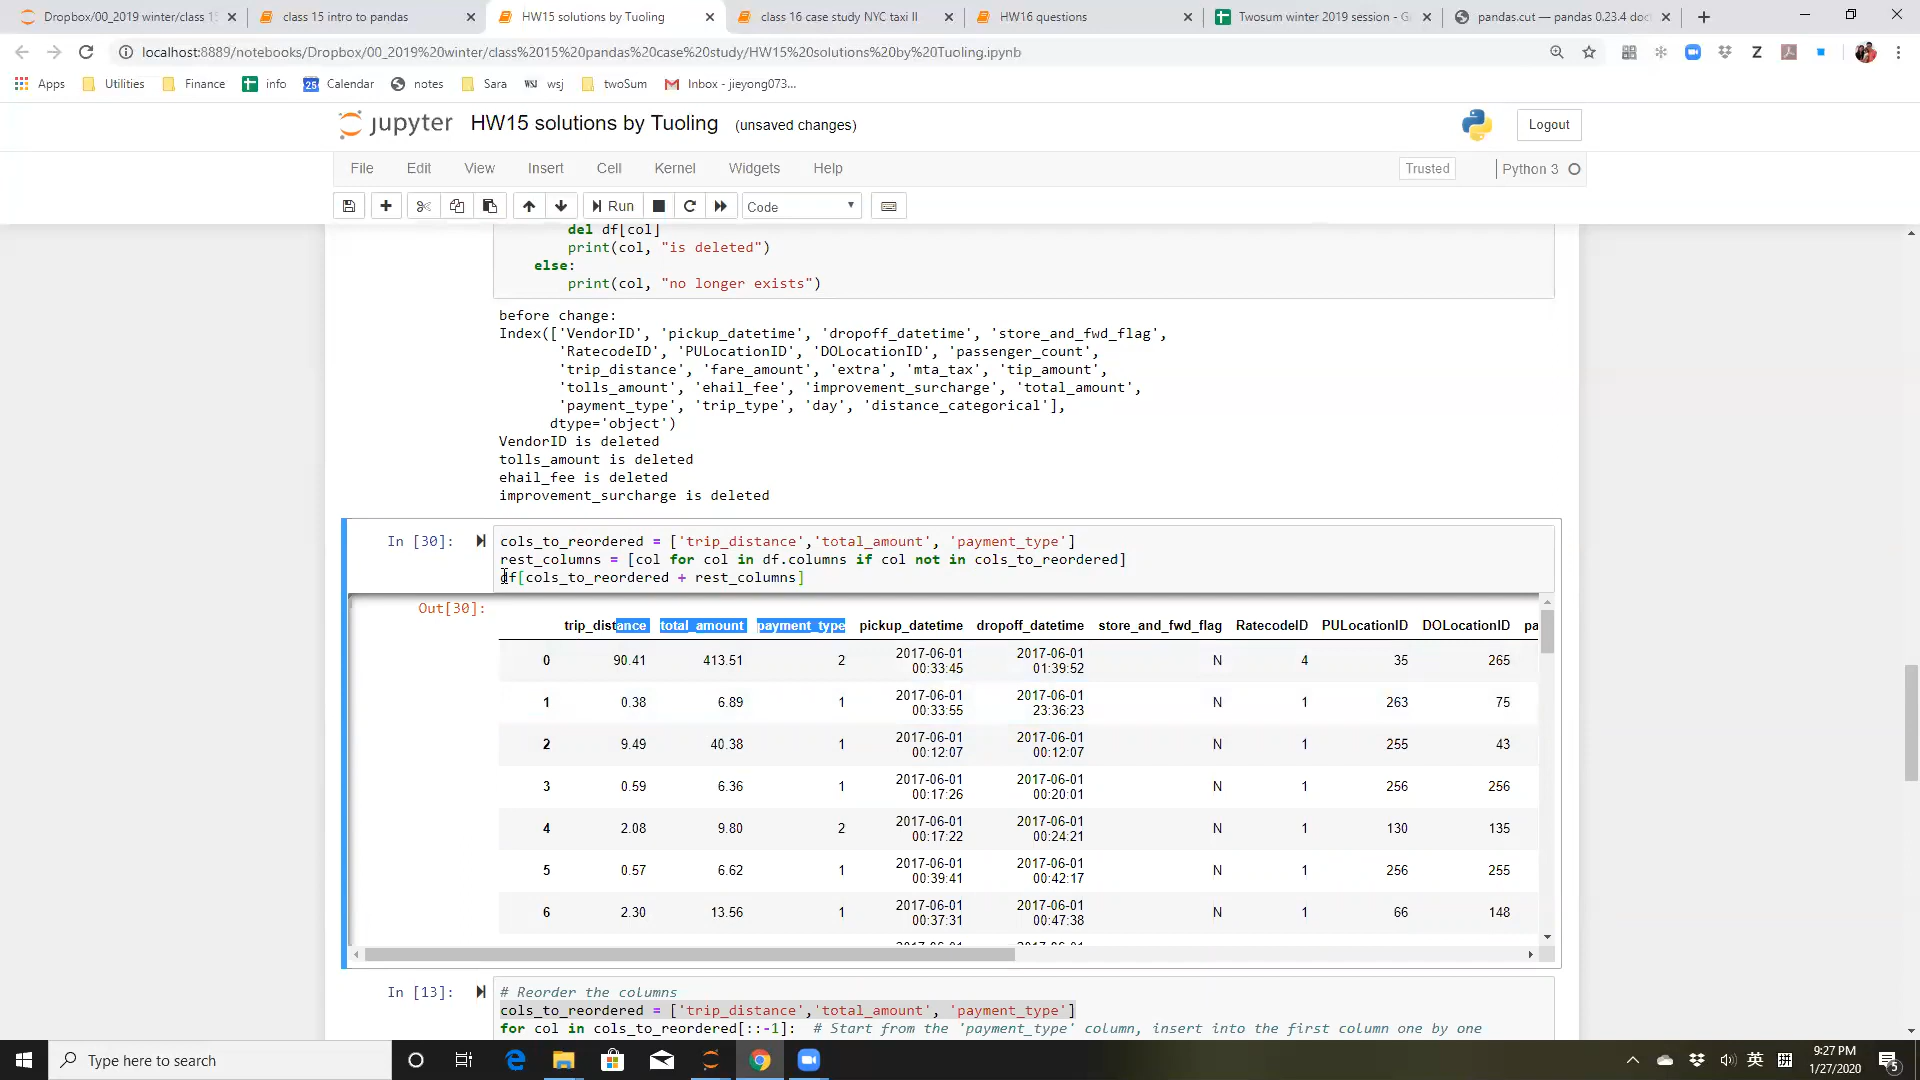 Dropbox/00_2019 winter/class 15
class 15 intro to pandas
HW15 solutions by Tuoling
class 16 case study NYC taxi II
HW16 questions
Twosum winter 2019 session - G
pandas.cut — pandas 0.23.4 doc
localhost:8889/notebooks/Dropbox/00_2019%20winter/class%2015%20pandas%20case%20study/HW15%20solutions%20by%20Tuoling.ipynb
Apps Utilities Finance info Calendar notes Sara wsj twoSum Inbox - jieyong073...
jupyter HW15 solutions by Tuoling (unsaved changes) Logout
File Edit View Insert Cell Kernel Widgets Help Trusted Python 3
Run Code
del df[col]
print(col, "is deleted")
else:
print(col, "no longer exists")
before change:
Index(['VendorID', 'pickup_datetime', 'dropoff_datetime', 'store_and_fwd_flag',
'RatecodeID', 'PULocationID', 'DOLocationID', 'passenger_count',
'trip_distance', 'fare_amount', 'extra', 'mta_tax', 'tip_amount',
'tolls_amount', 'ehail_fee', 'improvement_surcharge', 'total_amount',
'payment_type', 'trip_type', 'day', 'distance_categorical'],
dtype='object')
VendorID is deleted
tolls_amount is deleted
ehail_fee is deleted
improvement_surcharge is deleted
In [30]: cols_to_reordered = ['trip_distance','total_amount', 'payment_type']
rest_columns = [col for col in df.columns if col not in cols_to_reordered]
df[cols_to_reordered + rest_columns]
Out[30]:
trip_distance total_amount payment_type pickup_datetime dropoff_datetime store_and_fwd_flag RatecodeID PULocationID DOLocationID pa
0 90.41 413.51 2 2017-06-01 00:33:45 2017-06-01 01:39:52 N 4 35 265
1 0.38 6.89 1 2017-06-01 00:33:55 2017-06-01 23:36:23 N 1 263 75
2 9.49 40.38 1 2017-06-01 00:12:07 2017-06-01 00:12:07 N 1 255 43
3 0.59 6.36 1 2017-06-01 00:17:26 2017-06-01 00:20:01 N 1 256 256
4 2.08 9.80 2 2017-06-01 00:17:22 2017-06-01 00:24:21 N 1 130 135
5 0.57 6.62 1 2017-06-01 00:39:41 2017-06-01 00:42:17 N 1 256 255
6 2.30 13.56 1 2017-06-01 00:37:31 2017-06-01 00:47:38 N 1 66 148
In [13]: # Reorder the columns
cols_to_reordered = ['trip_distance','total_amount', 'payment_type']
for col in cols_to_reordered[::-1]: # Start from the 'payment_type' column, insert into the first column one by one
Type here to search
英 拼
9:27 PM
1/27/2020
5